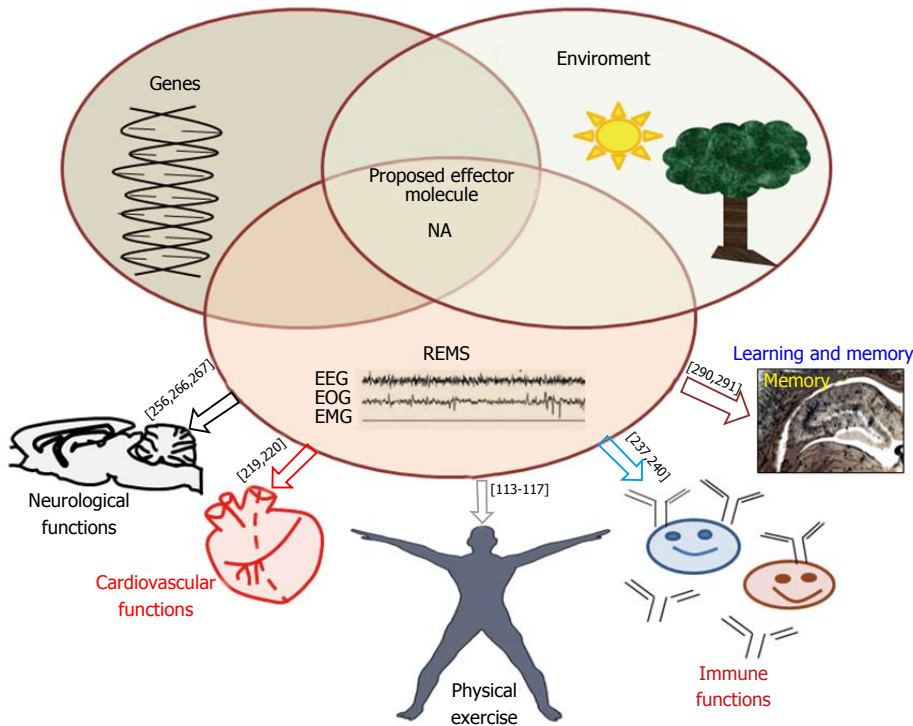 Genes
Enviroment
Proposed effector
molecule
NA
REMS
EEG
EOG
EMG
[256,266,267]
[219,220]
[113-117]
[237,240]
[290,291]
Learning and memory
Memory
Neurological
functions
Cardiovascular
functions
Physical
exercise
Immune
functions